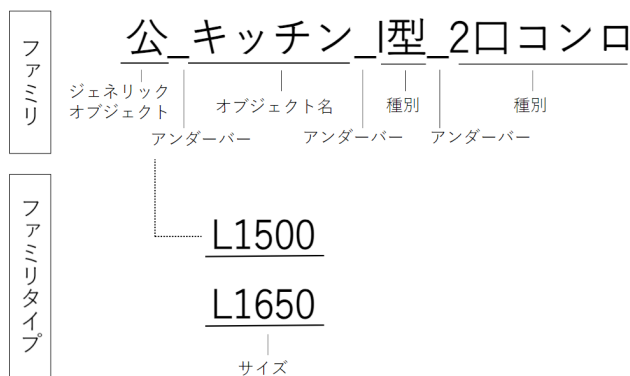 ファミリ
公_キッチン_I型_2口コンロ
ジェネリック
オブジェクト
オブジェクト名
種別
種別
アンダーバー
アンダーバー
アンダーバー
ファミリタイプ
L1500
L1650
サイズ